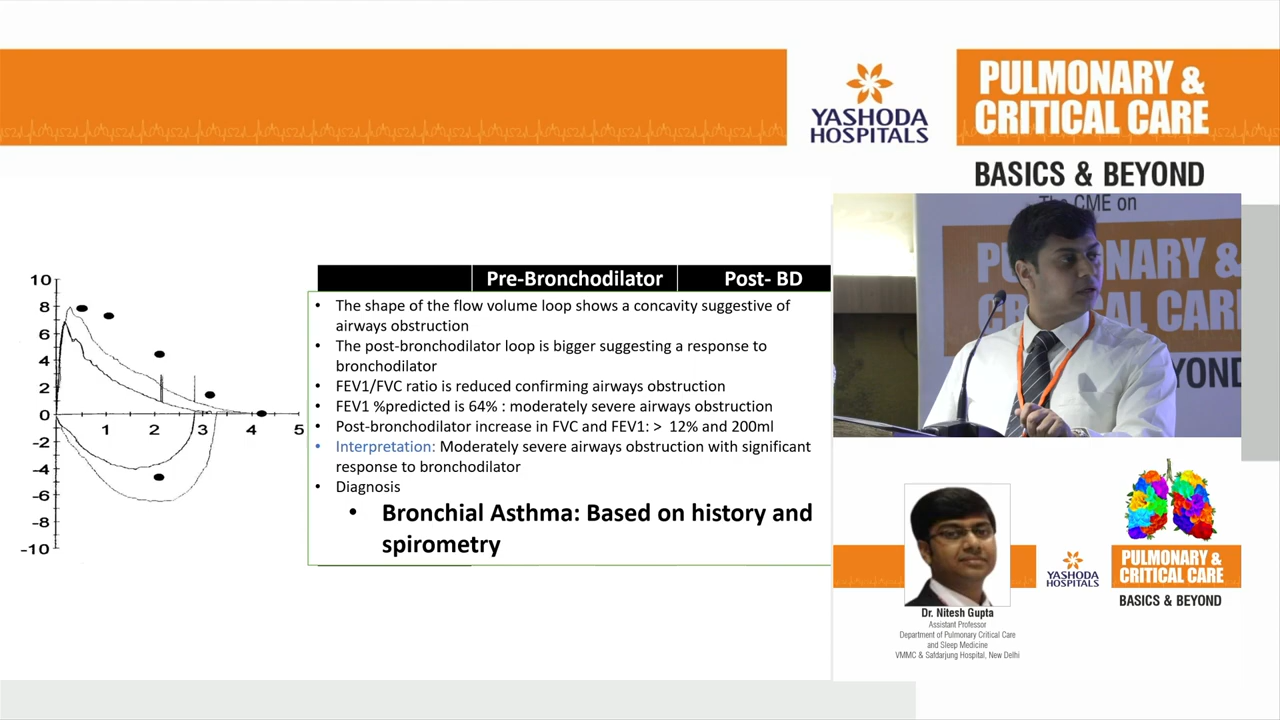 YASHODA
HOSPITALS
PULMONARY &
CRITICAL CARE
BASICS & BEYOND
The CME on
NARY &
CAL CAR
YOND
Pre-Bronchodilator Post- BD
• The shape of the flow volume loop shows a concavity suggestive of
airways obstruction
• The post-bronchodilator loop is bigger suggesting a response to
bronchodilator
• FEV1/FVC ratio is reduced confirming airways obstruction
• FEV1 %predicted is 64% : moderately severe airways obstruction
• Post-bronchodilator increase in FVC and FEV1: > 12% and 200ml
• Interpretation: Moderately severe airways obstruction with significant
response to bronchodilator
• Diagnosis
• Bronchial Asthma: Based on history and
spirometry
10
8
6
4
2
0
-2
-4
-6
-8
-10
1 2 3 4 5
Dr. Nitesh Gupta
Assistant Professor
Department of Pulmonary Critical Care
and Sleep Medicine
VMMC & Safdarjung Hospital, New Delhi
YASHODA
HOSPITALS
PULMONARY &
CRITICAL CARE
BASICS & BEYOND